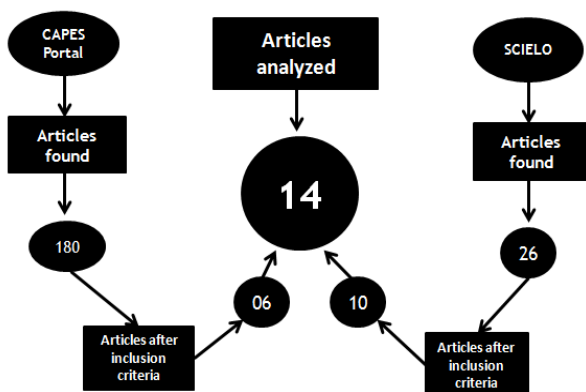 CAPES
Portal
Articles
found
180
Articles after
inclusion
criteria
06
Articles
analyzed
14
SCIELO
Articles
found
26
Articles after
inclusion
criteria
10